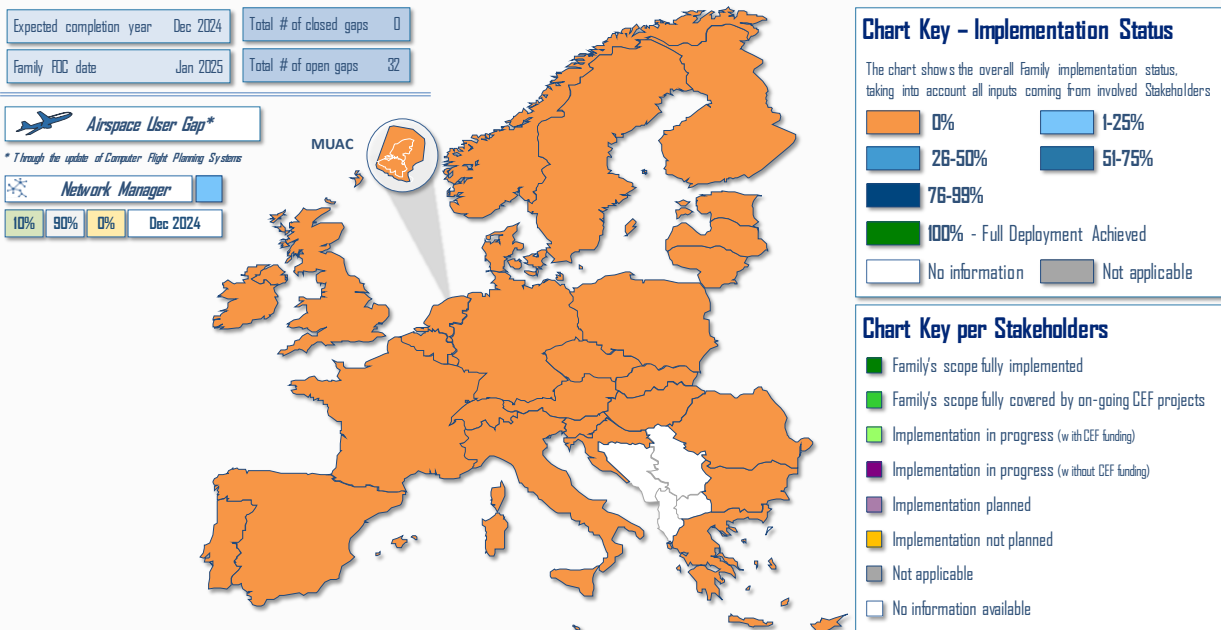 Expected completion year Dec 2024
Total # of closed gaps 0
Family FOC date Jan 2025
Total # of open gaps 32
Airspace User Gap*
* Through the update of Computer Flight Planning Systems
Network Manager
10% 90% 0% Dec 2024
MUAC
Chart Key – Implementation Status
The chart shows the overall Family implementation status,
taking into account all inputs coming from involved Stakeholders
0% 1-25%
26-50% 51-75%
76-99%
100% - Full Deployment Achieved
No information Not applicable
Chart Key per Stakeholders
Family's scope fully implemented
Family's scope fully covered by on-going CEF projects
Implementation in progress (with CEF funding)
Implementation in progress (without CEF funding)
Implementation planned
Implementation not planned
Not applicable
No information available